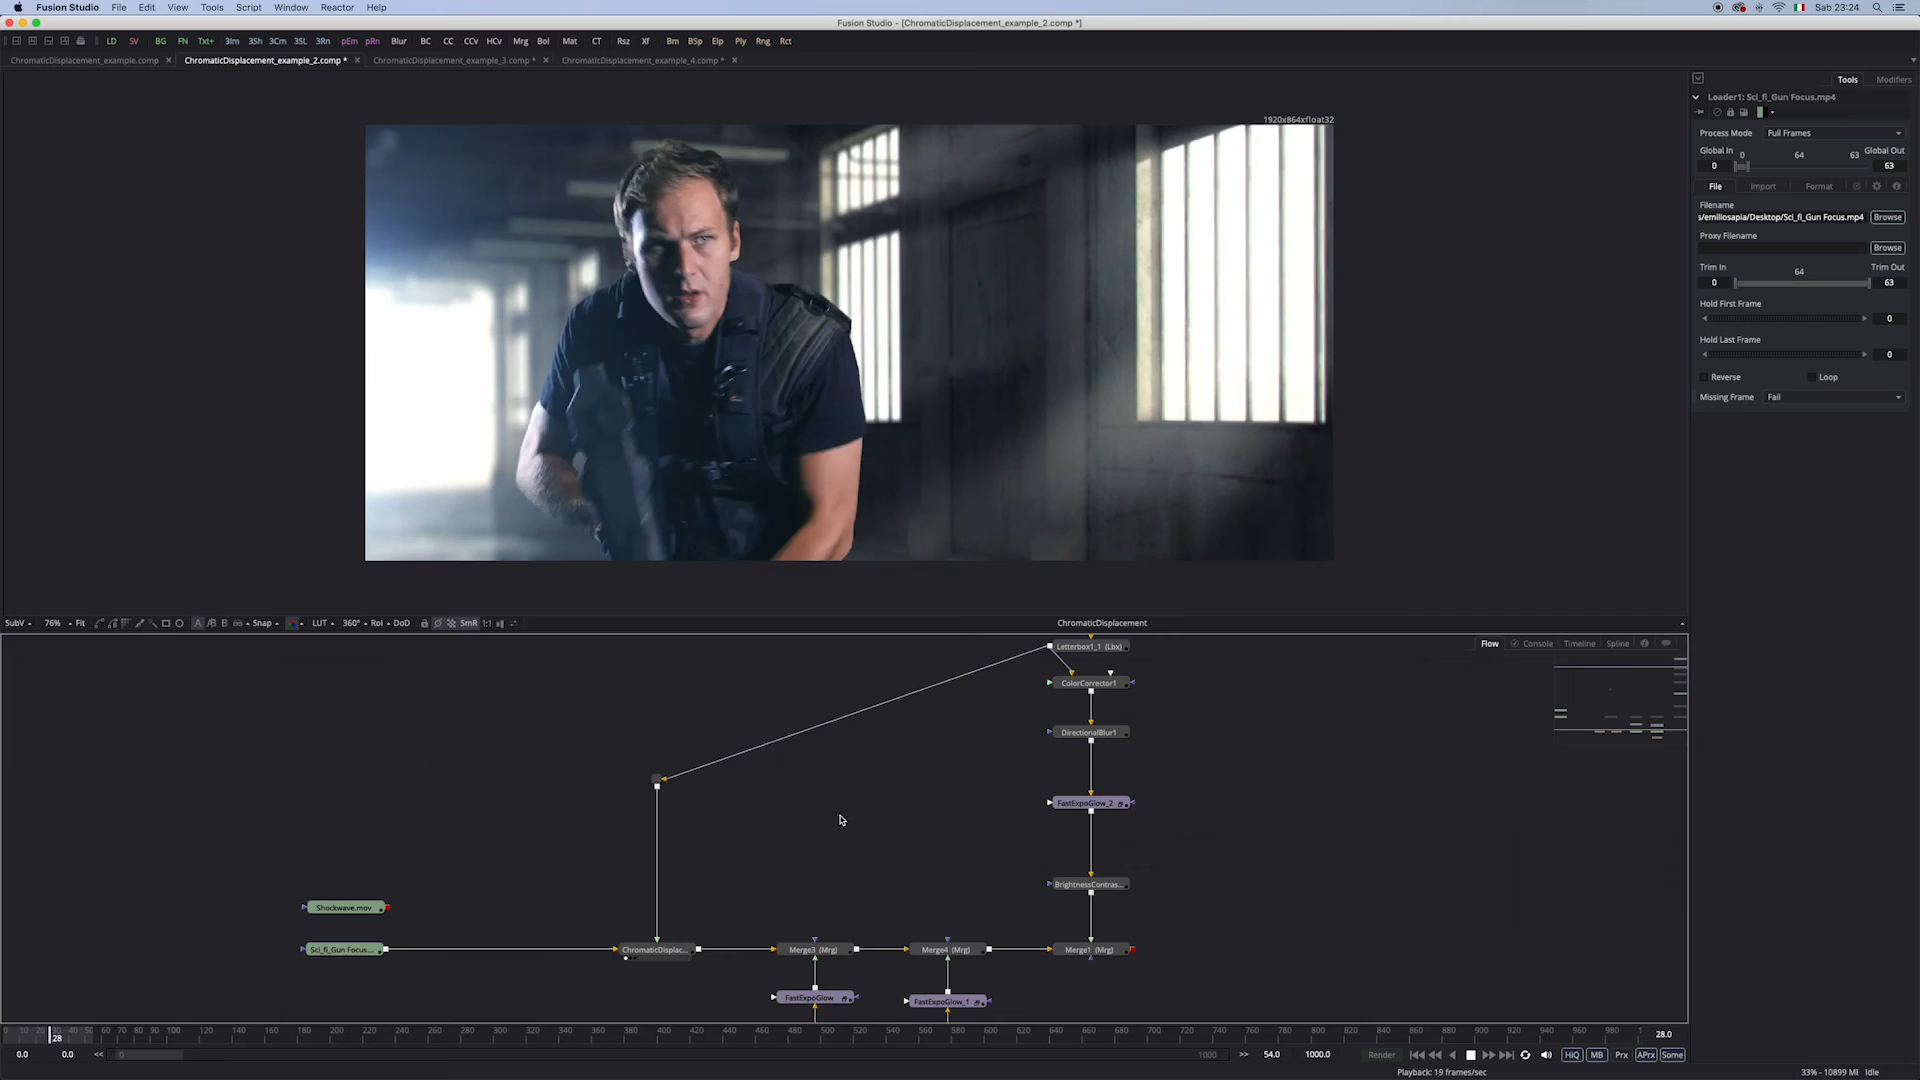 Fusion Studio File Edit View Tools Script Window Reactor Help Sab 23:24
Fusion Studio - [ChromaticDisplacement_example_2.comp *]
LD SV BG FN Txt+ 3Im 3Sh 3Cm 3SL 3Rn pEm pRn Blur BC CC CCv HCv Mrg Bol Mat CT Rsz Xf Bm BSp Elp Ply Rng Rct
ChromaticDisplacement_example.comp ChromaticDisplacement_example_2.comp * ChromaticDisplacement_example_3.comp * ChromaticDisplacement_example_4.comp *
Tools Modifiers
Loader1: Sci_fi_Gun Focus.mp4
1920x864xfloat32
Process Mode Full Frames
Global In 0 64 63 Global Out
0 63
File Import Format
Filename
s/emiliosapia/Desktop/Sci_fi_Gun Focus.mp4 Browse
Proxy Filename
Browse
Trim In 64 Trim Out
0 63
Hold First Frame
0
Hold Last Frame
0
Reverse Loop
Missing Frame Fail
SubV 76% Fit A B Snap LUT 360° RoI DoD SmR 1:1 ChromaticDisplacement
Flow Console Timeline Spline
Letterbox1_1 (Lbx)
ColorCorrector1
DirectionalBlur1
FastExpoGlow_2
BrightnessContras...
Shockwave.mov
Sci_fi_Gun Focus... ChromaticDisplac... Merge3 (Mrg) Merge4 (Mrg) Merge1 (Mrg)
FastExpoGlow FastExpoGlow_1
0 10 20 30 40 50 60 70 80 90 100 120 140 160 180 200 220 240 260 280 300 320 340 360 380 400 420 440 460 480 500 520 540 560 580 600 620 640 660 680 700 720 740 760 780 800 820 840 860 880 900 920 940 960 980 1 28.0
28
0.0 0.0 << 0 1000 >> 54.0 1000.0 Render HiQ MB Prx APrx Some
Playback: 19 frames/sec 33% - 10899 MB Idle